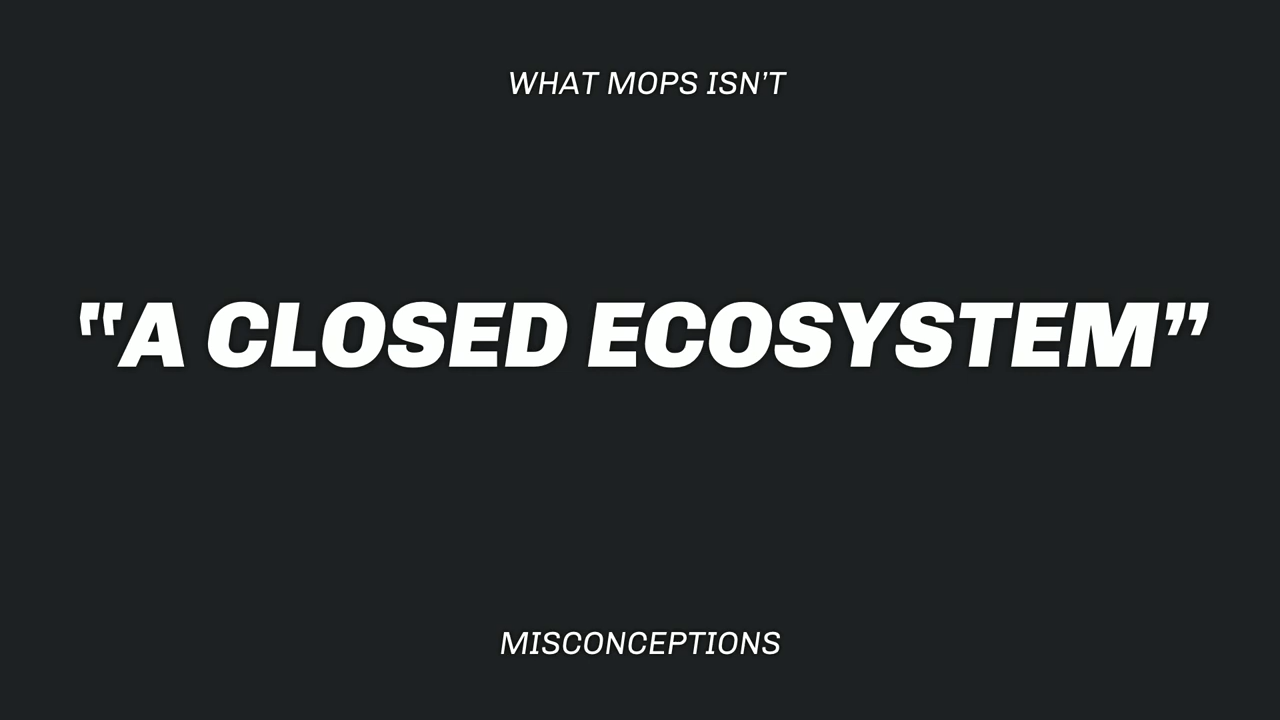 WHAT MOPS ISN’T
“A CLOSED ECOSYSTEM”
MISCONCEPTIONS